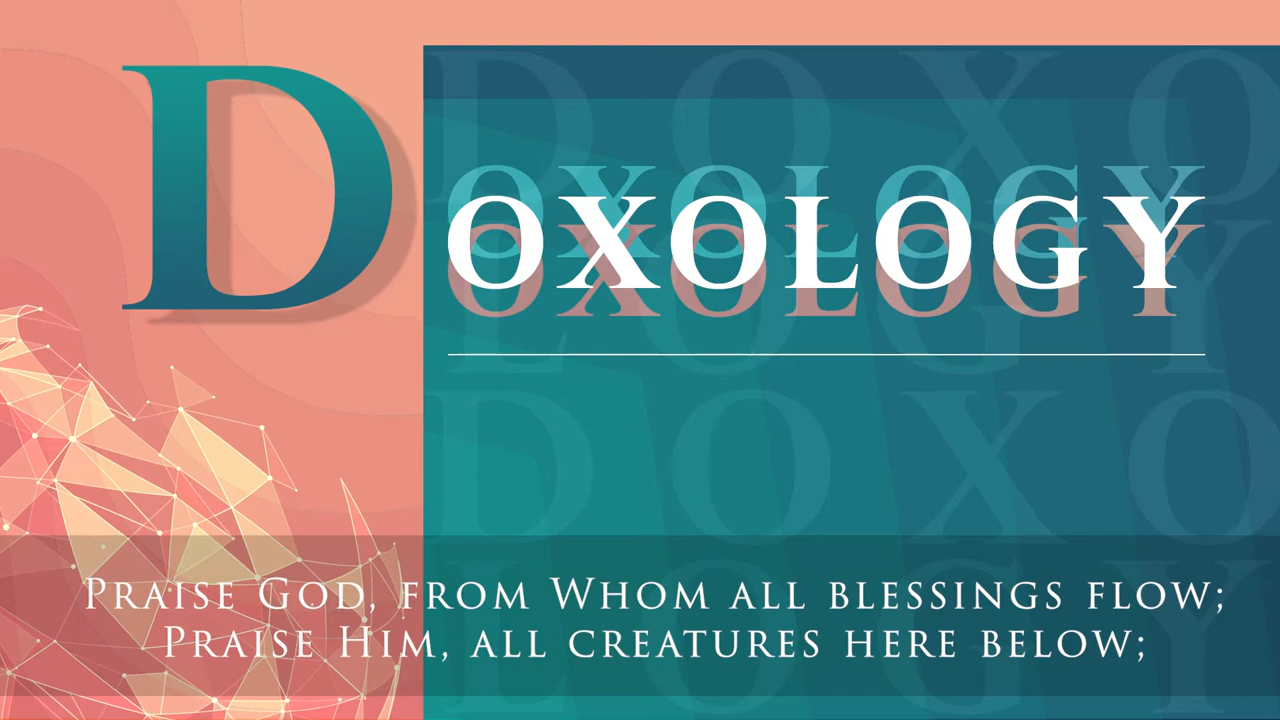 DOXOLOGY
Praise God, from Whom all blessings flow;
Praise Him, all creatures here below;